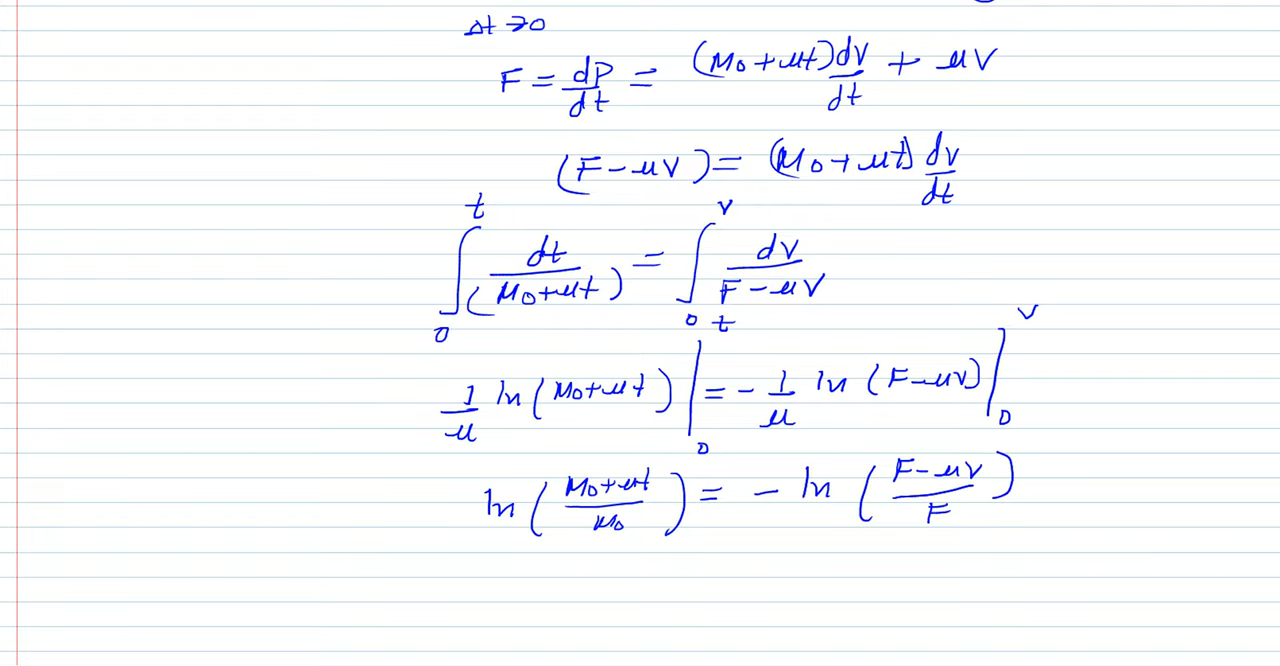 Δt→0
F = dP/dt = (M₀+μt)dv/dt + μV
(F-μV) = (M₀+μt) dv/dt
∫₀ᵗ dt/(M₀+μt) = ∫₀ⱽ dV/(F-μV)
1/μ ln(M₀+μt)|₀ᵗ = -1/μ ln(F-μV)|₀ⱽ
ln((M₀+μt)/M₀) = -ln((F-μV)/F)